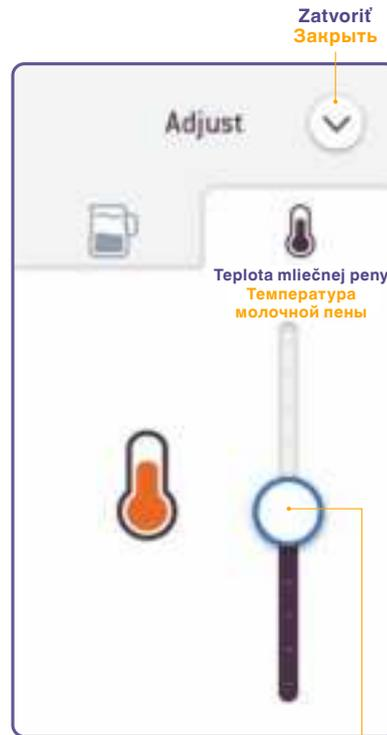 Zatvoriť
Закрыть
Adjust
Teplota mliečnej peny
Температура
молочной пены